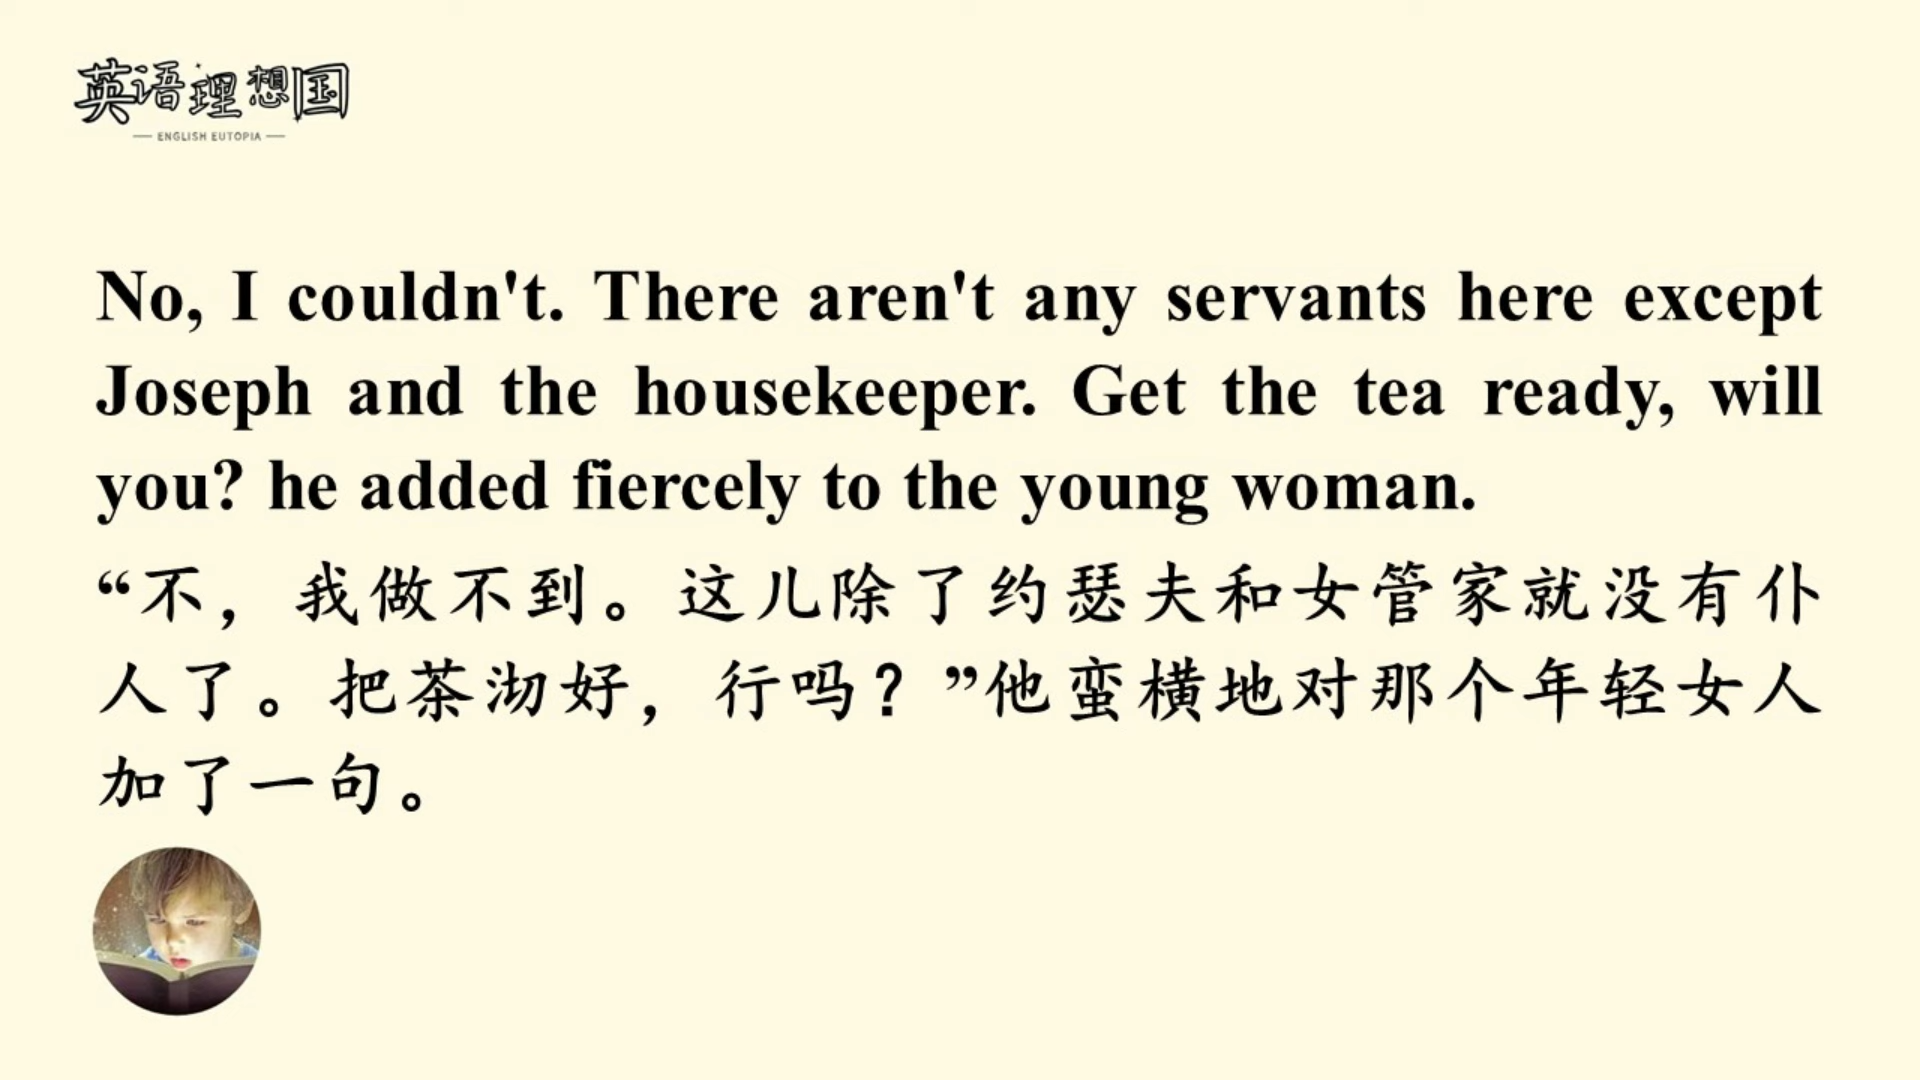 英语理想国
ENGLISH EUTOPIA
No, I couldn't. There aren't any servants here except
Joseph and the housekeeper. Get the tea ready, will
you? he added fiercely to the young woman.
“不，我做不到。这儿除了约瑟夫和女管家就没有仆
人了。把茶沏好，行吗？”他蛮横地对那个年轻女人
加了一句。